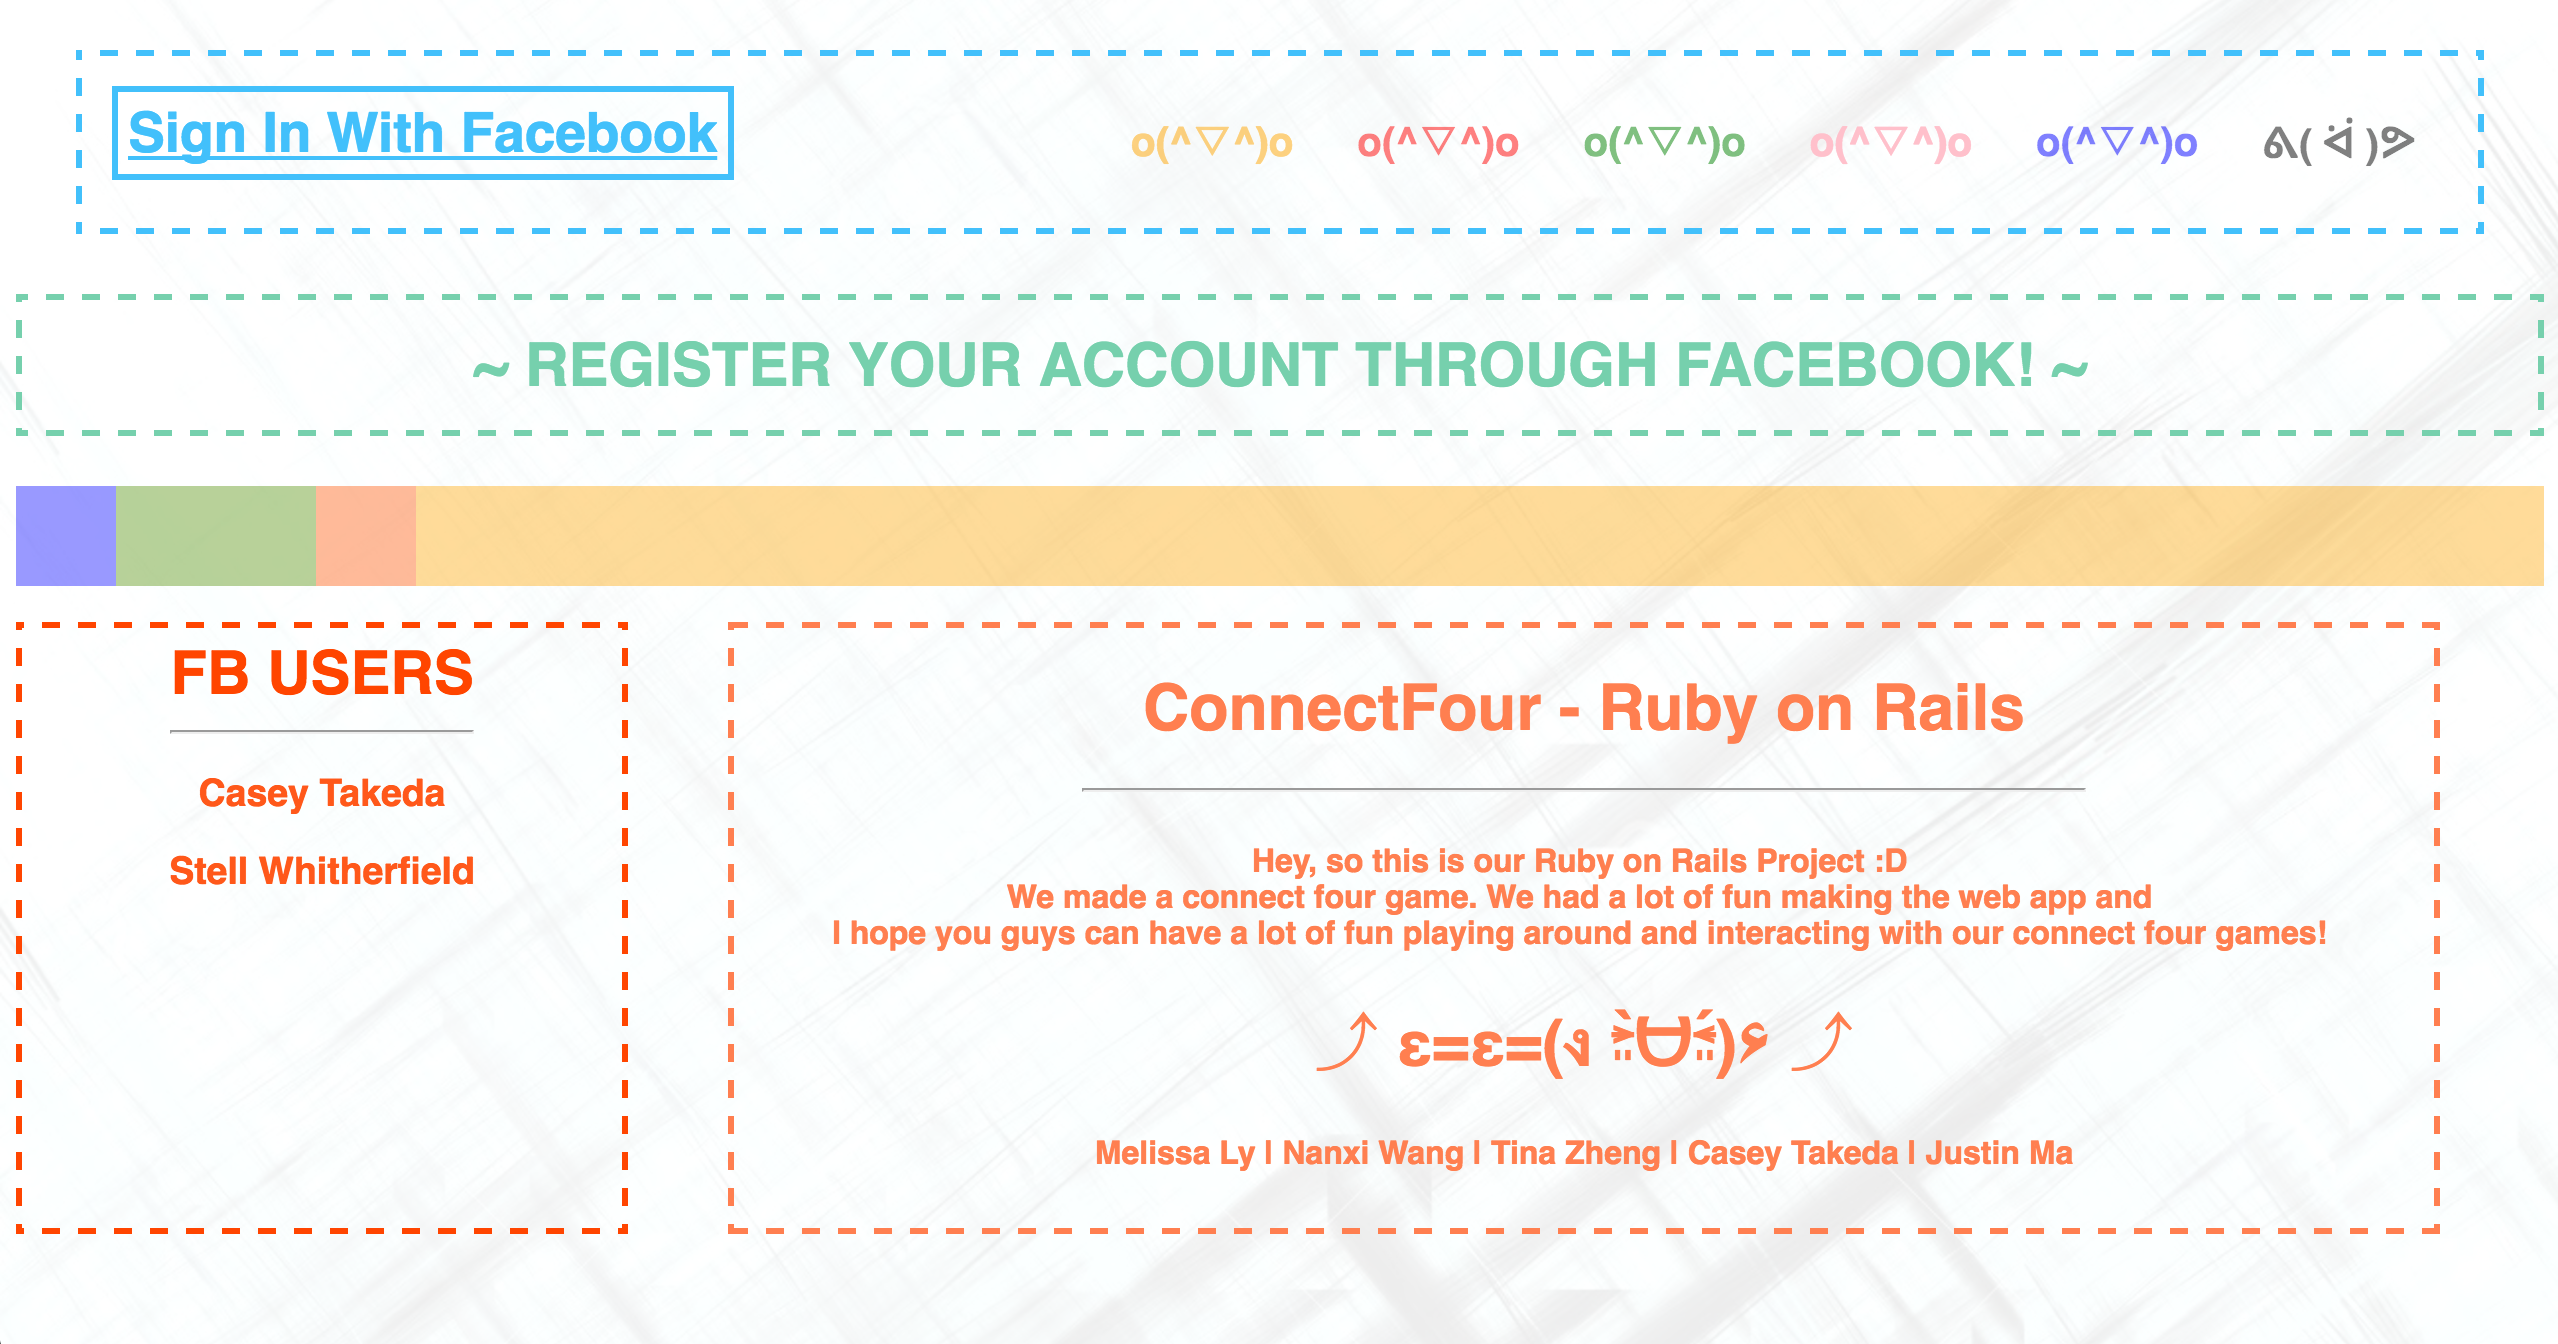 Sign In With Facebook
o(^▽^)o o(^▽^)o o(^▽^)o o(^▽^)o o(^▽^)o
~ REGISTER YOUR ACCOUNT THROUGH FACEBOOK! ~
FB USERS
Casey Takeda
Stell Whitherfield
ConnectFour - Ruby on Rails
Hey, so this is our Ruby on Rails Project :D
We made a connect four game. We had a lot of fun making the web app and
I hope you guys can have a lot of fun playing around and interacting with our connect four games!
⤴ ε=ε=(ง ⤴
Melissa Ly | Nanxi Wang | Tina Zheng | Casey Takeda | Justin Ma